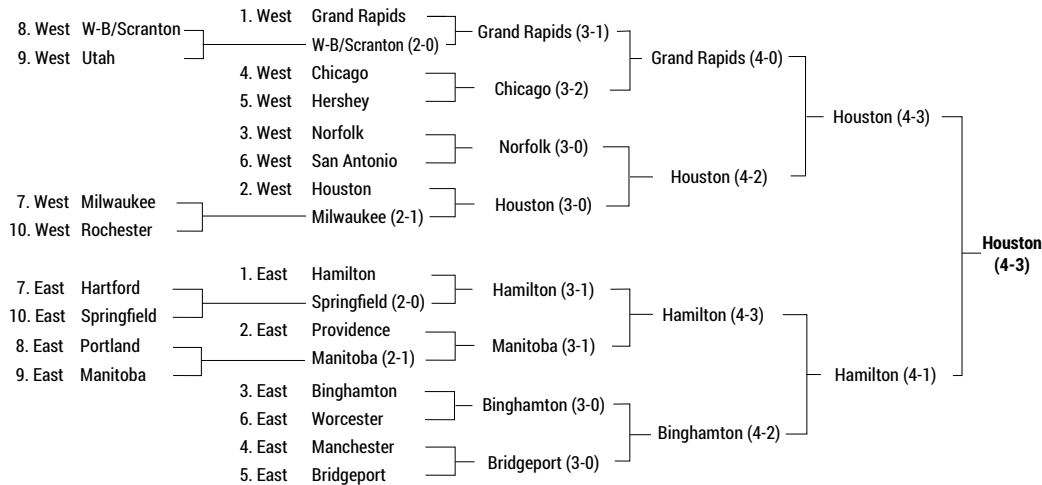 8. West W-B/Scranton
9. West Utah
7. West Milwaukee
10. West Rochester
7. East Hartford
10. East Springfield
8. East Portland
9. East Manitoba
1. West Grand Rapids
W-B/Scranton (2-0)
4. West Chicago
5. West Hershey
3. West Norfolk
6. West San Antonio
2. West Houston
Milwaukee (2-1)
1. East Hamilton
Springfield (2-0)
2. East Providence
Manitoba (2-1)
3. East Binghamton
6. East Worcester
4. East Manchester
5. East Bridgeport
Grand Rapids (3-1)
Chicago (3-2)
Norfolk (3-0)
Houston (3-0)
Hamilton (3-1)
Manitoba (3-1)
Binghamton (3-0)
Bridgeport (3-0)
Grand Rapids (4-0)
Houston (4-2)
Hamilton (4-3)
Binghamton (4-2)
Houston (4-3)
Hamilton (4-1)
Houston
(4-3)